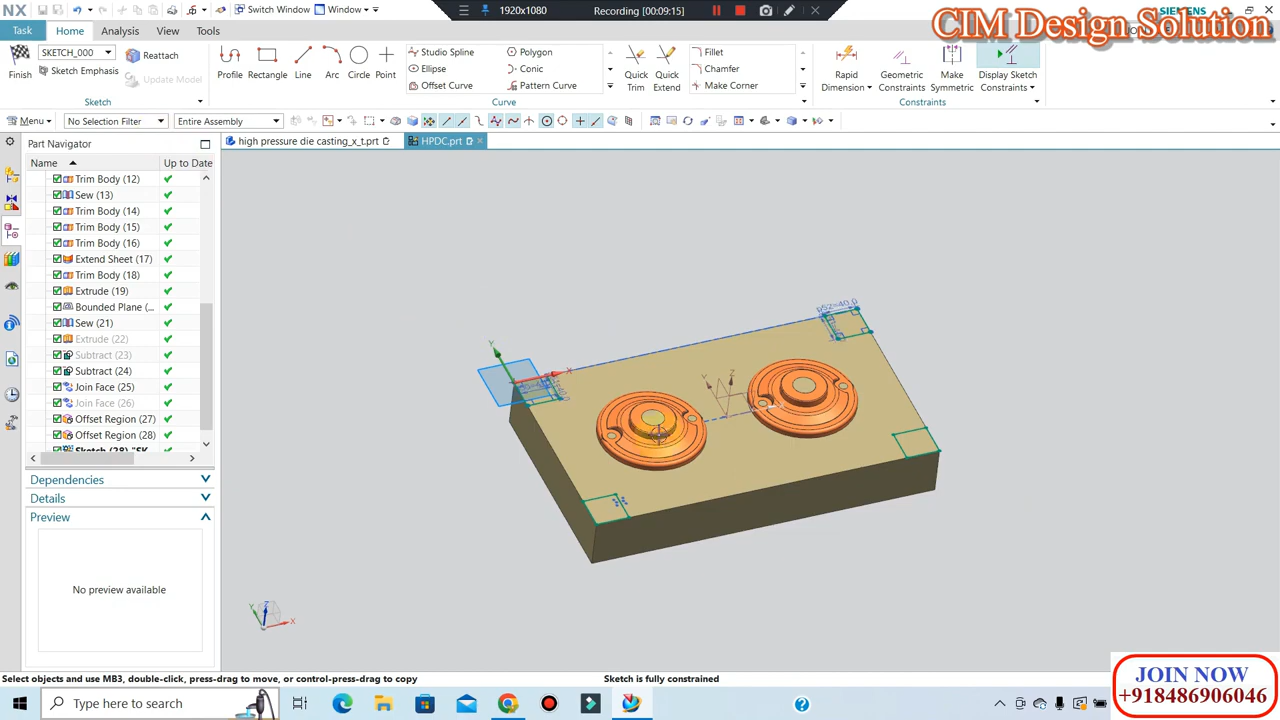 NX
Switch Window
Window
1920x1080
Recording [00:09:15]
SIEMENS
CIM Design Solution
Task
Home
Analysis
View
Tools
SKETCH_000
Reattach
Sketch Emphasis
Update Model
Finish
Profile
Rectangle
Line
Arc
Circle
Point
Studio Spline
Polygon
Ellipse
Conic
Offset Curve
Pattern Curve
Quick Trim
Quick Extend
Fillet
Chamfer
Make Corner
Rapid Dimension
Geometric Constraints
Make Symmetric
Display Sketch Constraints
Sketch
Curve
Constraints
Menu
No Selection Filter
Entire Assembly
Part Navigator
high pressure die casting_x_t.prt
HPDC.prt
Name
Up to Date
Trim Body (12)
Sew (13)
Trim Body (14)
Trim Body (15)
Trim Body (16)
Extend Sheet (17)
Trim Body (18)
Extrude (19)
Bounded Plane (...
Sew (21)
Extrude (22)
Subtract (23)
Subtract (24)
Join Face (25)
Join Face (26)
Offset Region (27)
Offset Region (28)
Dependencies
Details
Preview
No preview available
p52=40.0
Y
X
X
Y
Z
Y
Z
X
Select objects and use MB3, double-click, press-drag to move, or control-press-drag to copy
Sketch is fully constrained
Type here to search
JOIN NOW
+918486906046